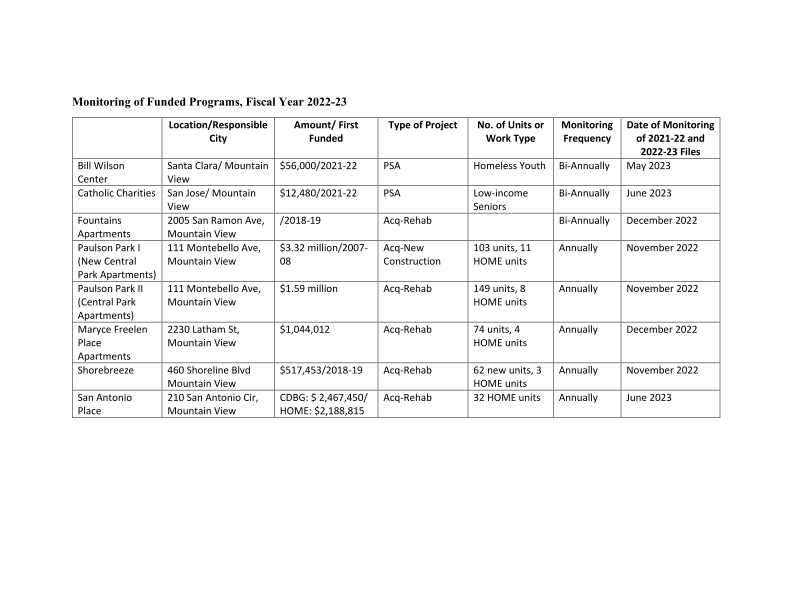 Monitoring of Funded Programs, Fiscal Year 2022-23
Location/Responsible City | Amount/ First Funded | Type of Project | No. of Units or Work Type | Monitoring Frequency | Date of Monitoring of 2021-22 and 2022-23 Files
Bill Wilson Center | Santa Clara/ Mountain View | $56,000/2021-22 | PSA | Homeless Youth | Bi-Annually | May 2023
Catholic Charities | San Jose/ Mountain View | $12,480/2021-22 | PSA | Low-income Seniors | Bi-Annually | June 2023
Fountains Apartments | 2005 San Ramon Ave, Mountain View | /2018-19 | Acq-Rehab | | Bi-Annually | December 2022
Paulson Park I (New Central Park Apartments) | 111 Montebello Ave, Mountain View | $3.32 million/2007-08 | Acq-New Construction | 103 units, 11 HOME units | Annually | November 2022
Paulson Park II (Central Park Apartments) | 111 Montebello Ave, Mountain View | $1.59 million | Acq-Rehab | 149 units, 8 HOME units | Annually | November 2022
Maryce Freelen Place Apartments | 2230 Latham St, Mountain View | $1,044,012 | Acq-Rehab | 74 units, 4 HOME units | Annually | December 2022
Shorebreeze | 460 Shoreline Blvd Mountain View | $517,453/2018-19 | Acq-Rehab | 62 new units, 3 HOME units | Annually | November 2022
San Antonio Place | 210 San Antonio Cir, Mountain View | CDBG: $ 2,467,450/ HOME: $2,188,815 | Acq-Rehab | 32 HOME units | Annually | June 2023